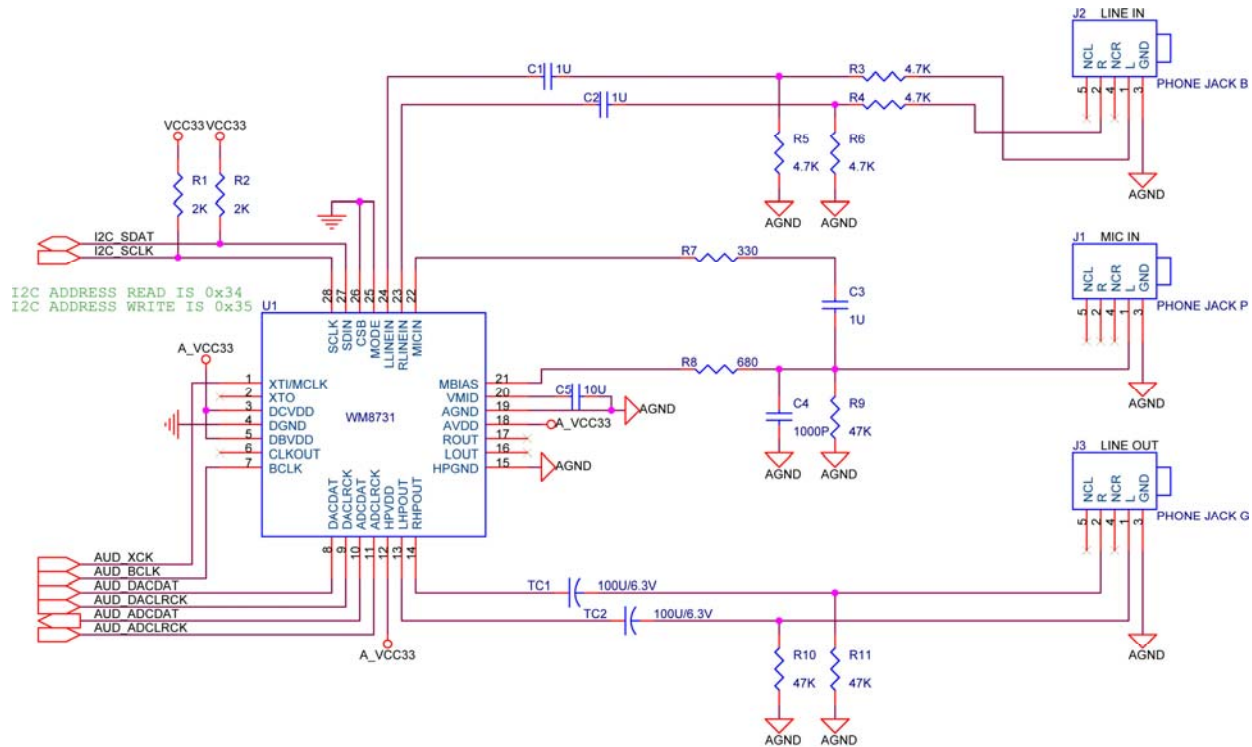 J2 LINE IN
NCL R NCR L GND
5 2 4 1 3
PHONE JACK B
AGND
C1 1U
C2 1U
R3 4.7K
R4 4.7K
R5 4.7K
R6 4.7K
AGND AGND
VCC33 VCC33
R1 2K
R2 2K
I2C_SDAT
I2C_SCLK
I2C ADDRESS READ IS 0x34
I2C ADDRESS WRITE IS 0x35
J1 MIC IN
NCL R NCR L GND
5 2 4 1 3
PHONE JACK P
AGND
R7 330
C3 1U
R8 680
C4 1000P
R9 47K
AGND AGND
U1
28 27 26 25 24 23 22
SCLK SDIN CSB MODE LLINEIN RLINEIN MICIN
A_VCC33
1 XTI/MCLK
2 XTO
3 DCVDD
4 DGND
5 DBVDD
6 CLKOUT
7 BCLK
WM8731
MBIAS 21
VMID 20
AGND 19
AVDD 18
ROUT 17
LOUT 16
HPGND 15
C5 10U
AGND
A_VCC33
AGND
DACDAT DACLRCK ADCDAT ADCLRCK HPVDD LHPOUT RHPOUT
8 9 10 11 12 13 14
J3 LINE OUT
NCL R NCR L GND
5 2 4 1 3
PHONE JACK G
AGND
AUD_XCK
AUD_BCLK
AUD_DACDAT
AUD_DACLRCK
AUD_ADCDAT
AUD_ADCLRCK
A_VCC33
TC1 100U/6.3V
TC2 100U/6.3V
R10 47K
R11 47K
AGND AGND